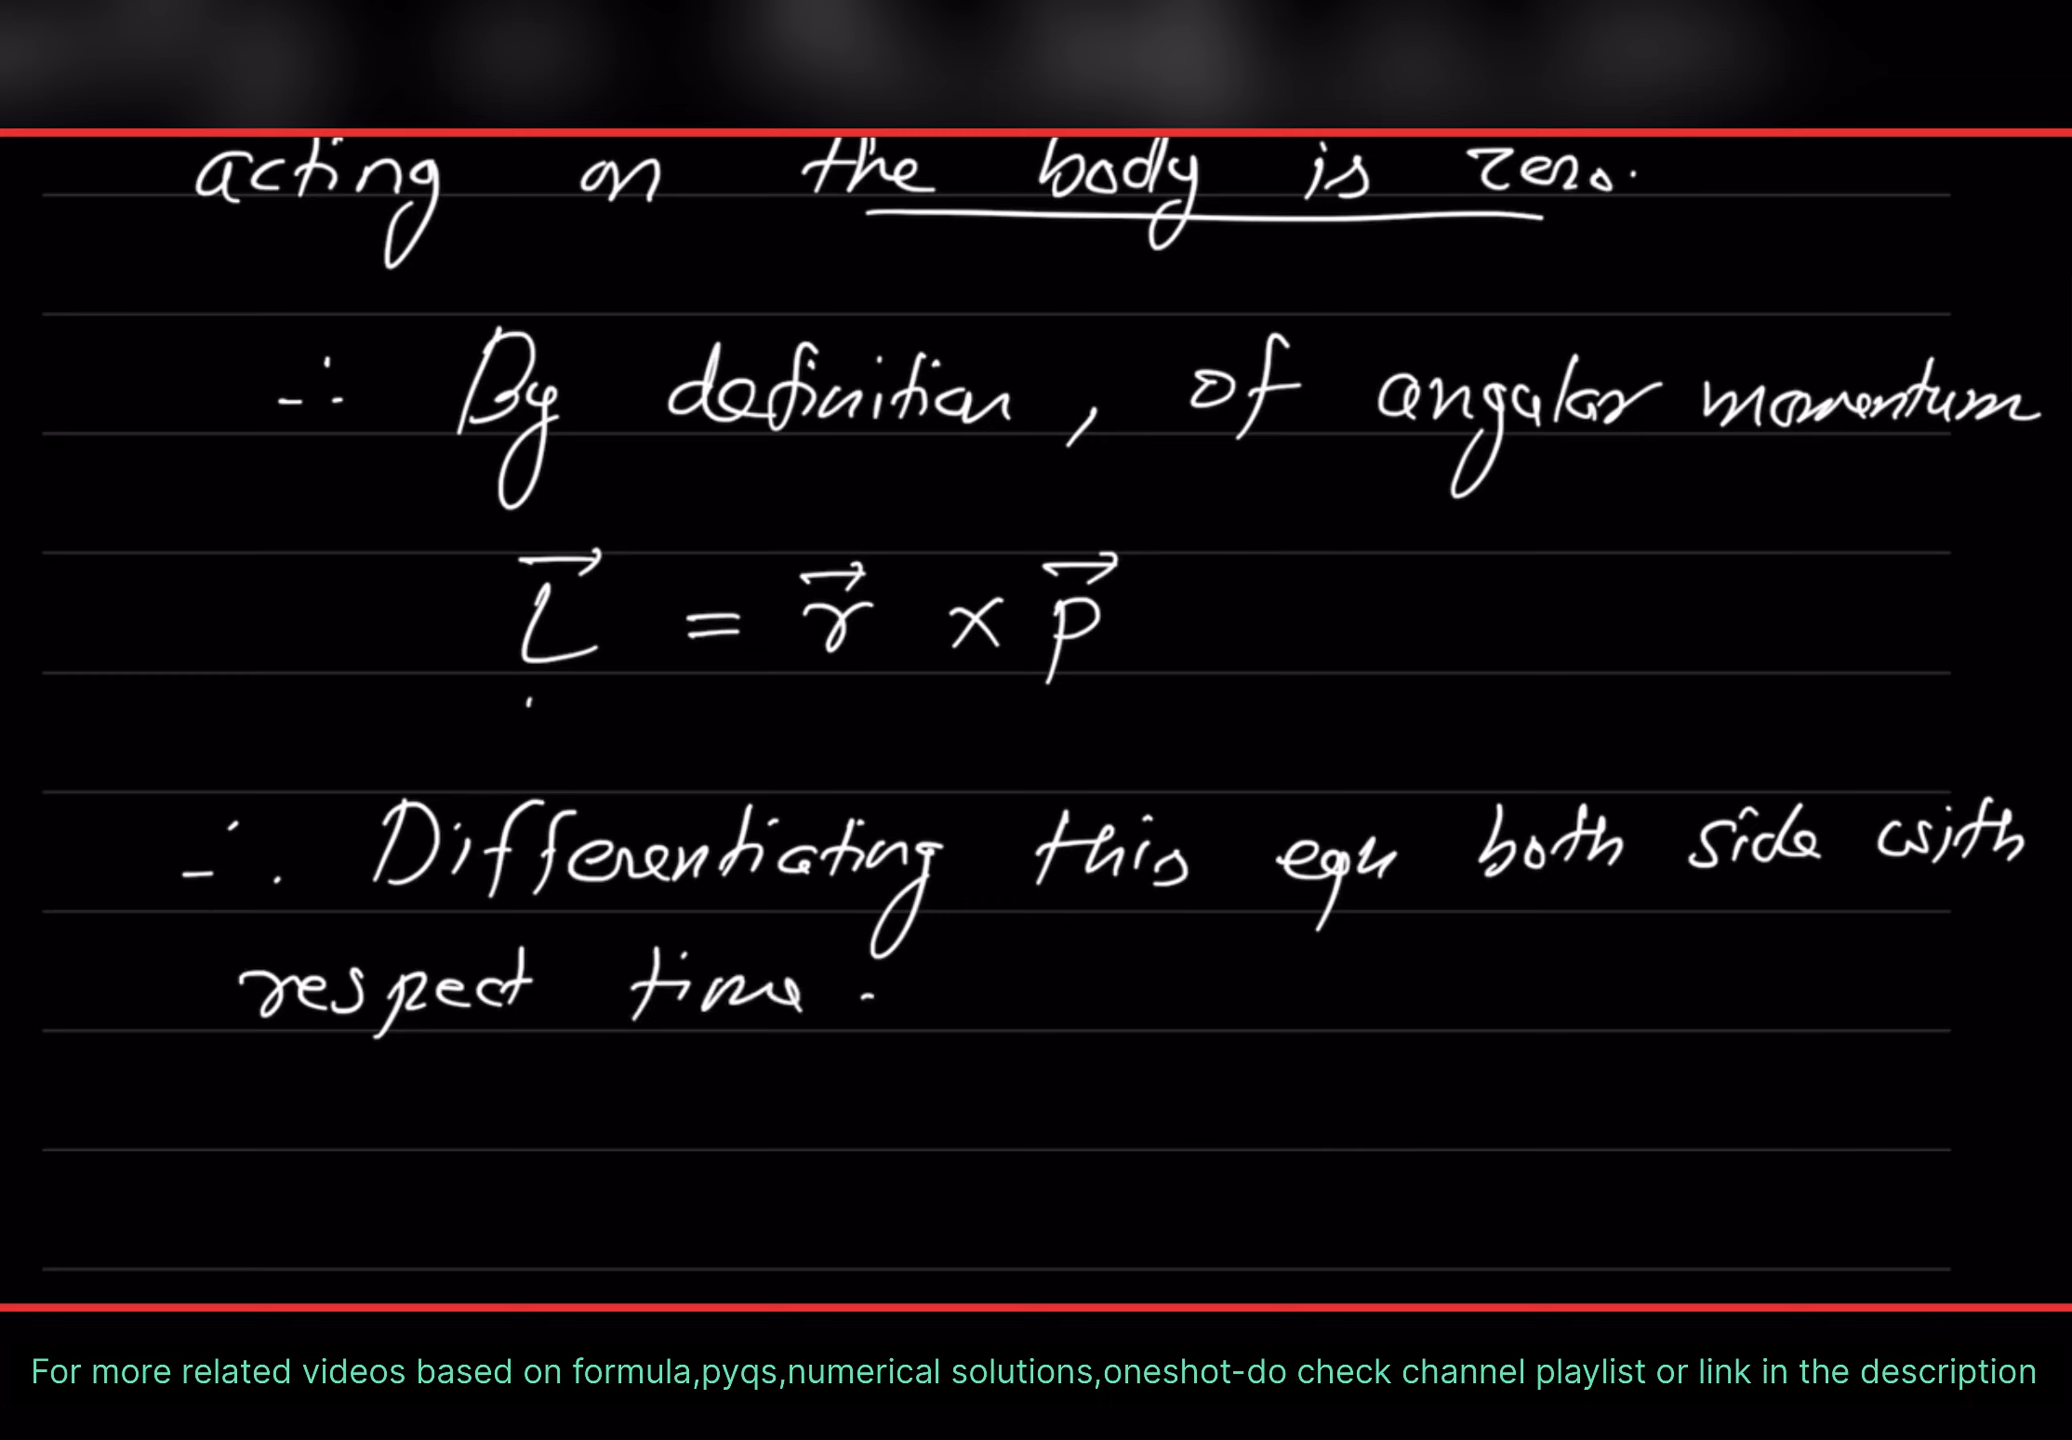 acting on the body is zero.
∴ By definition, of angular momentum
L⃗ = r⃗ × p⃗
∴ Differentiating this eqn both side with
respect time.
For more related videos based on formula,pyqs,numerical solutions,oneshot-do check channel playlist or link in the description